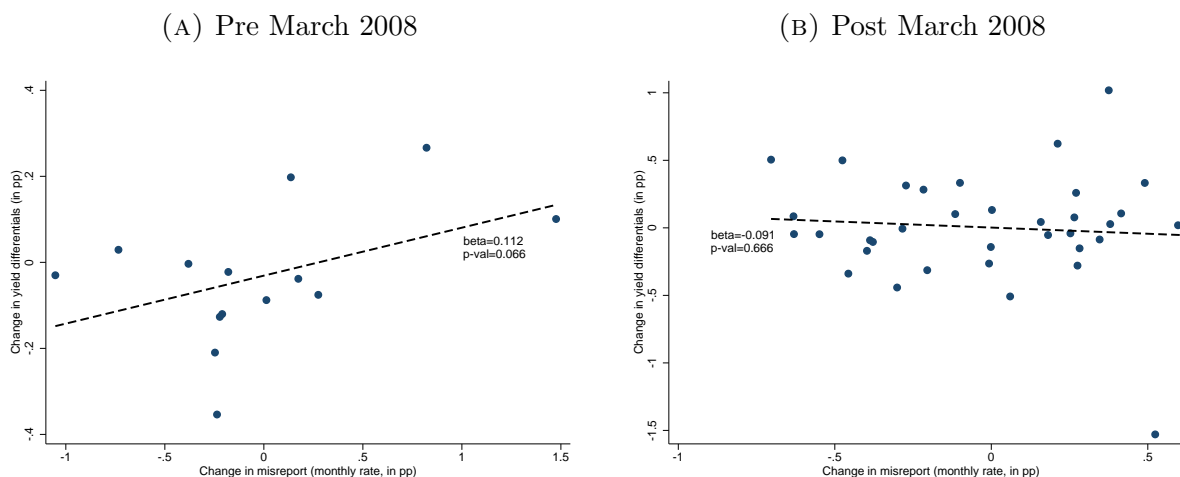 (A) Pre March 2008
(B) Post March 2008
Change in yield differentials (in pp)
.4
.2
0
-.2
-.4
beta=0.112
p-val=0.066
-1
-.5
0
.5
1
1.5
Change in misreport (monthly rate, in pp)
Change in yield differentials (in pp)
1
.5
0
-.5
-1
-1.5
beta=-0.091
p-val=0.666
-1
-.5
0
.5
Change in misreport (monthly rate, in pp)